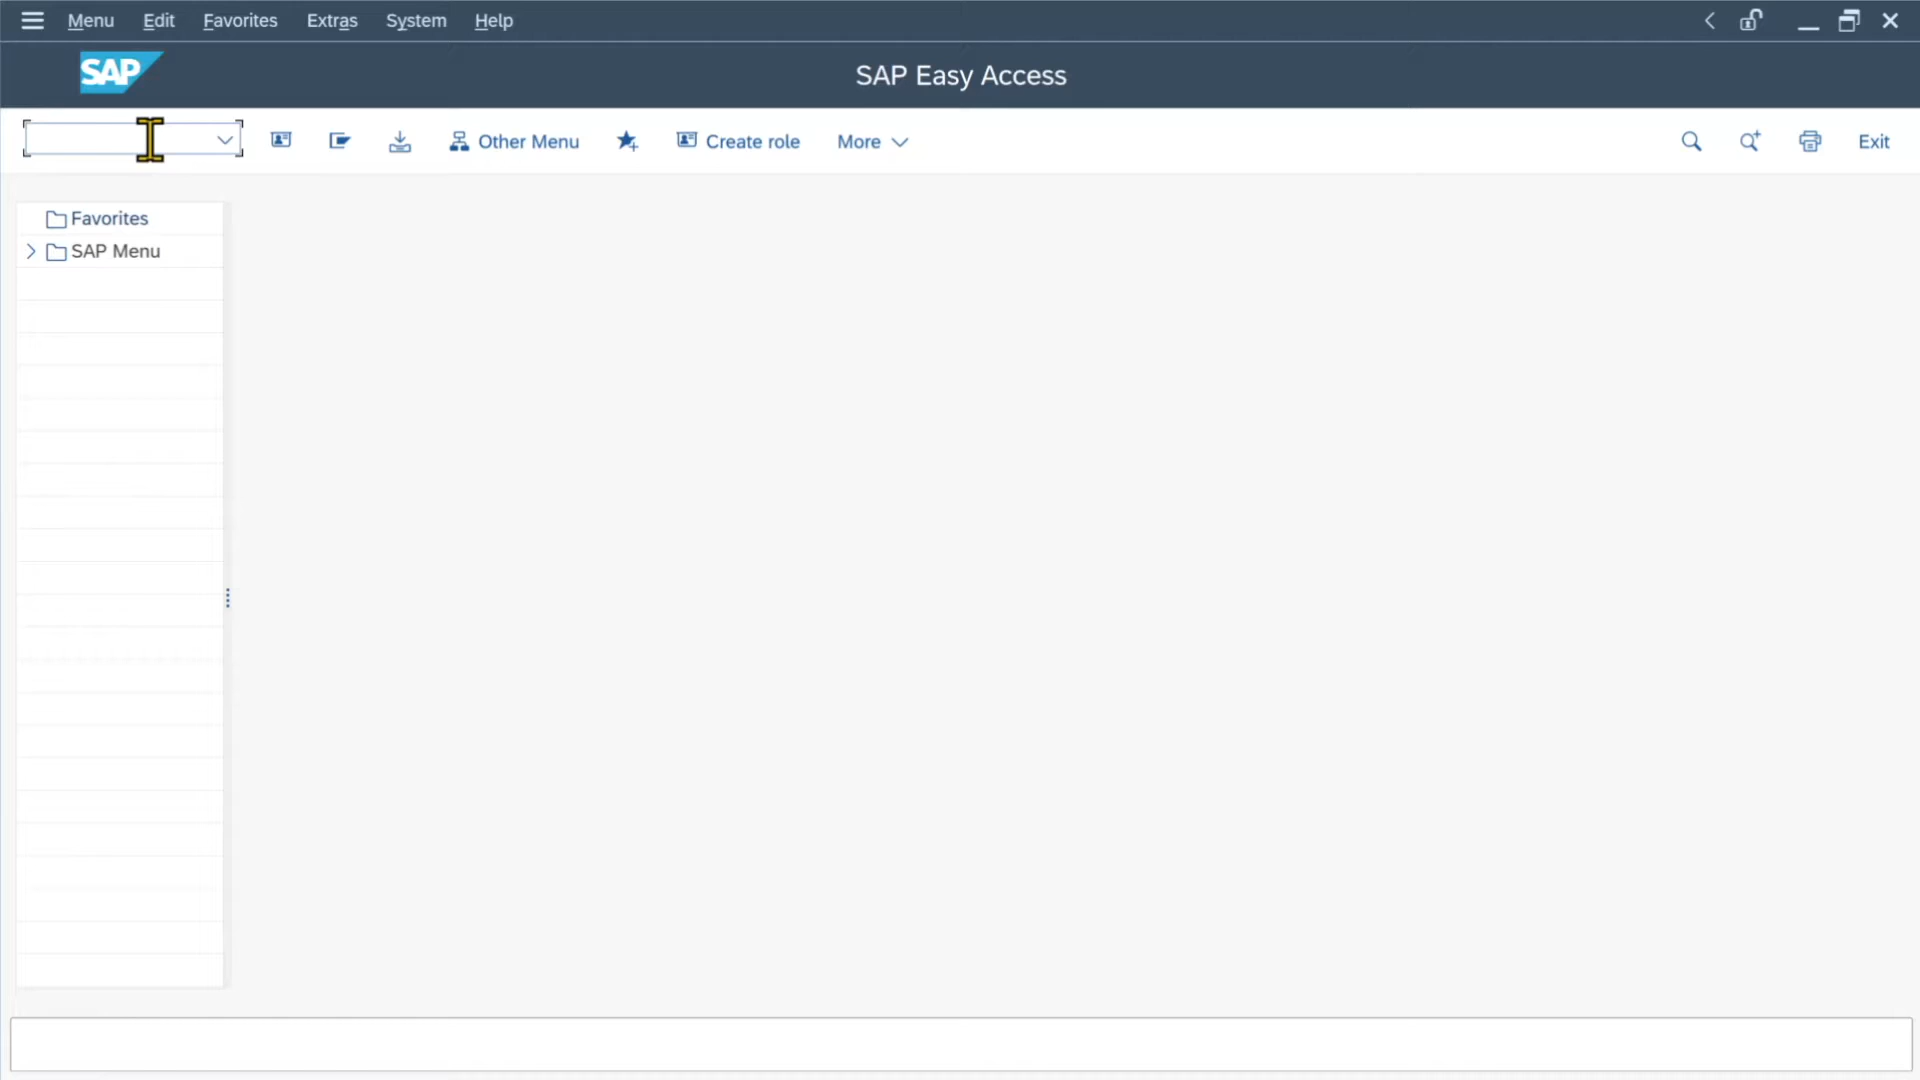 Menu Edit Favorites Extras System Help
SAP SAP Easy Access
Other Menu Create role More Exit
Favorites
SAP Menu